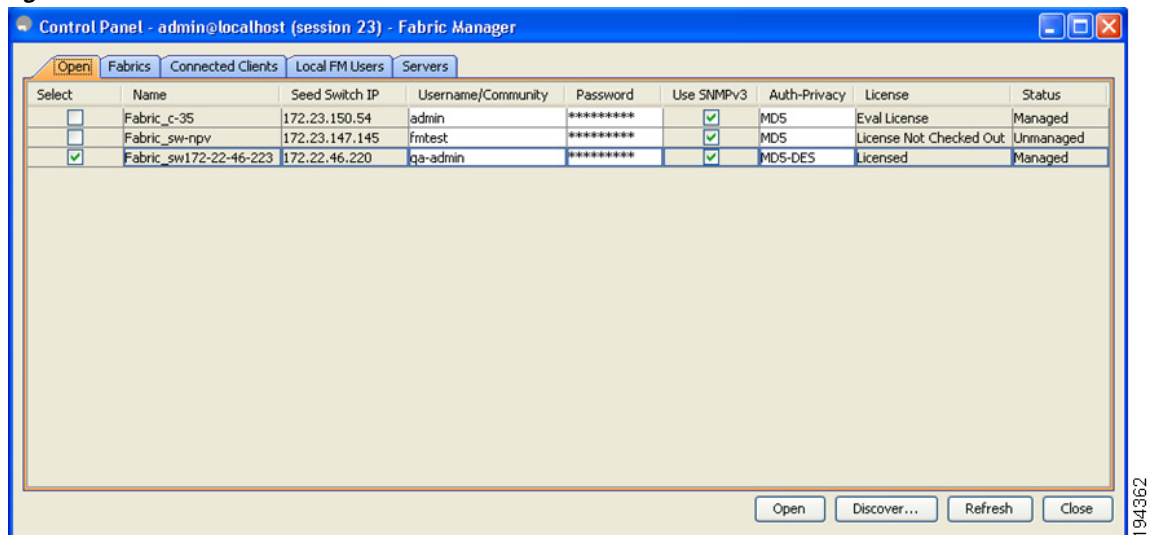 Control Panel - admin@localhost (session 23) - Fabric Manager
Open Fabrics Connected Clients Local FM Users Servers
Select Name Seed Switch IP Username/Community Password Use SNMPv3 Auth-Privacy License Status
Fabric_c-35 172.23.150.54 admin ********* MD5 Eval License Managed
Fabric_sw-npv 172.23.147.145 fmtest ********* MD5 License Not Checked Out Unmanaged
Fabric_sw172-22-46-223 172.22.46.220 qa-admin ********* MD5-DES Licensed Managed
Open Discover... Refresh Close
194362